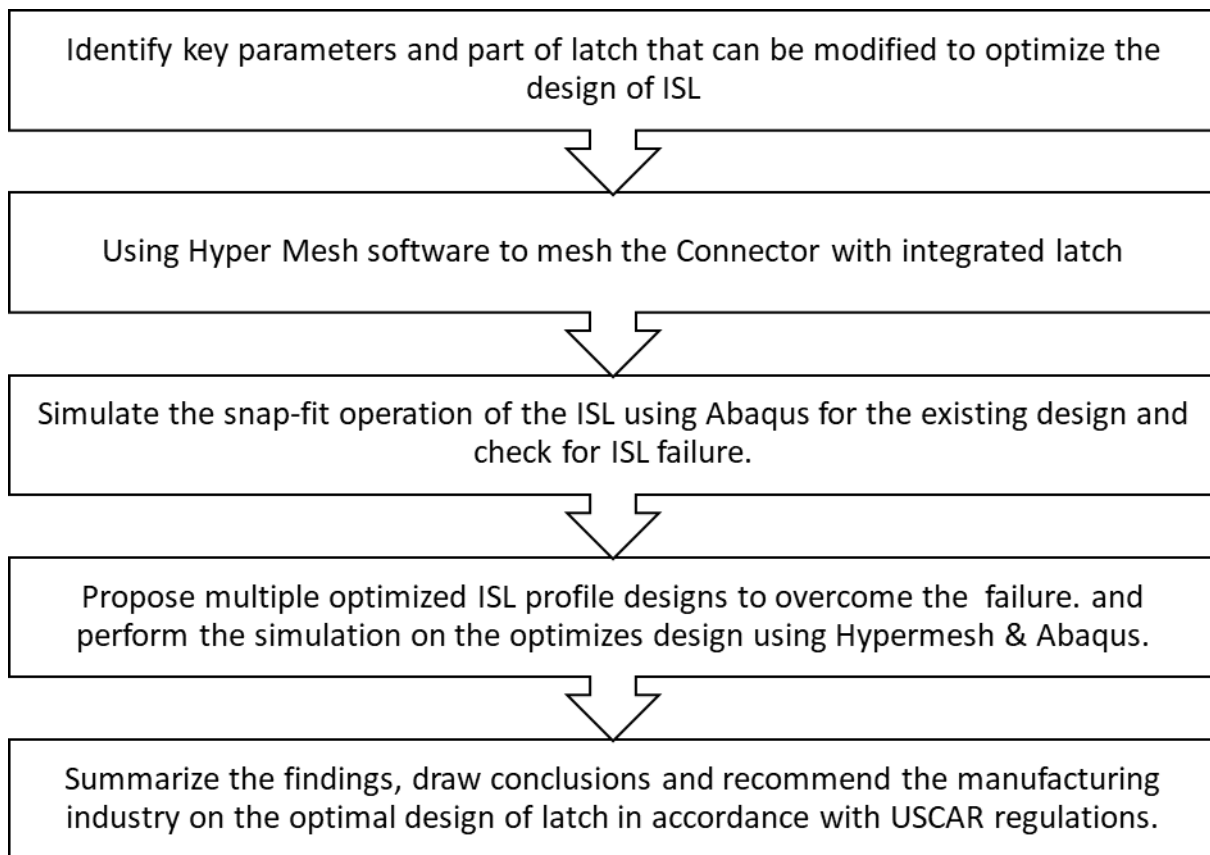 Identify key parameters and part of latch that can be modified to optimize the
design of ISL
Using Hyper Mesh software to mesh the Connector with integrated latch
Simulate the snap-fit operation of the ISL using Abaqus for the existing design and
check for ISL failure.
Propose multiple optimized ISL profile designs to overcome the  failure. and
perform the simulation on the optimizes design using Hypermesh & Abaqus.
Summarize the findings, draw conclusions and recommend the manufacturing
industry on the optimal design of latch in accordance with USCAR regulations.